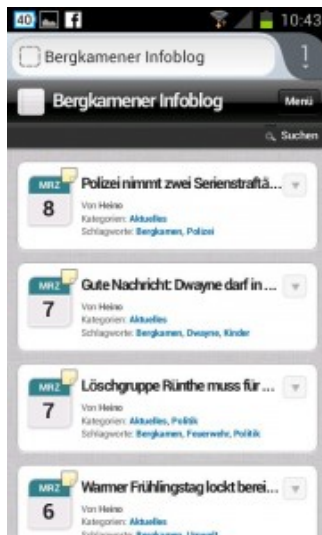 40 10:43
Bergkamener Infoblog 1
Bergkamener Infoblog Menü
Suchen
MRZ
8
Polizei nimmt zwei Serienstraftä...
Von Heino
Kategorien: Aktuelles
Schlagworte: Bergkamen, Polizei
MRZ
7
Gute Nachricht: Dwayne darf in ...
Von Heino
Kategorien: Aktuelles
Schlagworte: Bergkamen, Dwayne, Kinder
MRZ
7
Löschgruppe Rünthe muss für ...
Von Heino
Kategorien: Aktuelles, Politik
Schlagworte: Bergkamen, Feuerwehr, Politik
MRZ
6
Warmer Frühlingstag lockt berei...
Von Heino
Kategorien: Aktuelles
Schlagworte: Bergkamen, Umwelt